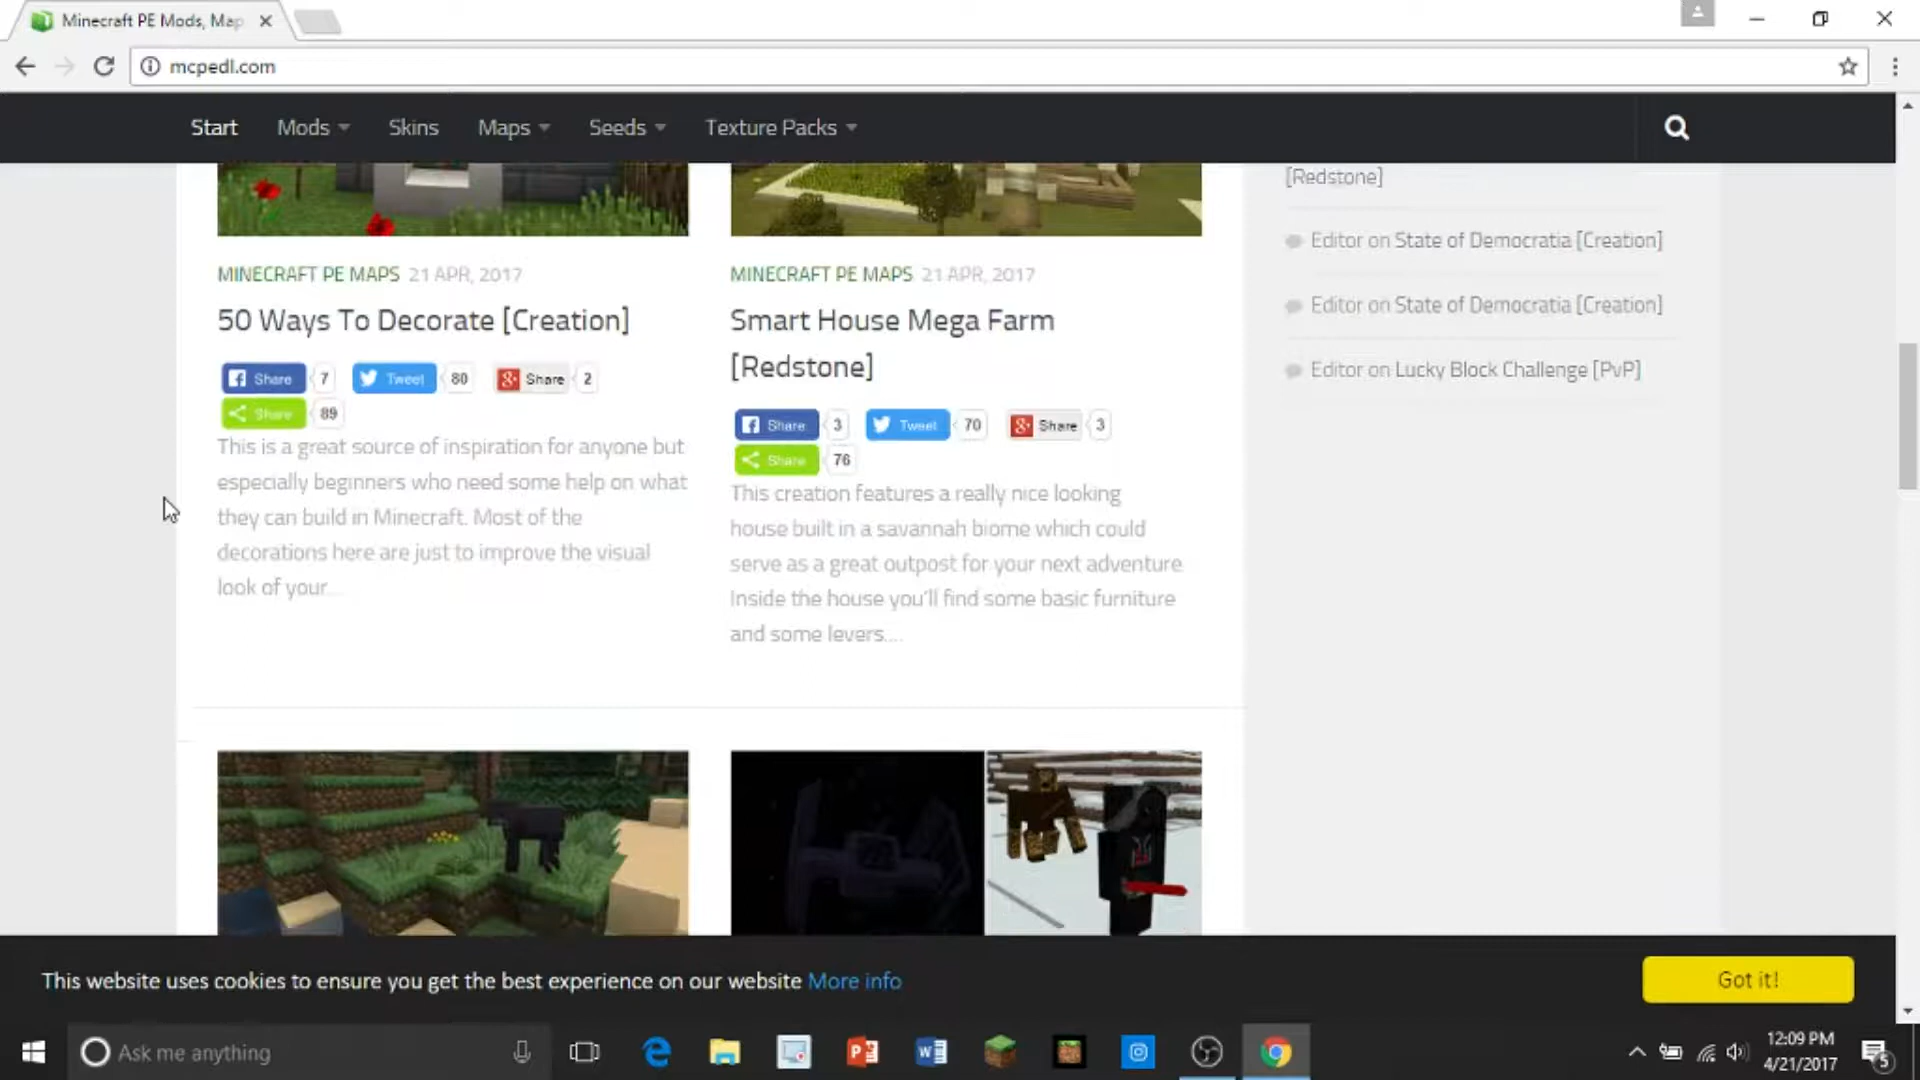 Minecraft PE Mods, Map
mcpedl.com
Start
Mods
Skins
Maps
Seeds
Texture Packs
MINECRAFT PE MAPS 21 APR, 2017
50 Ways To Decorate [Creation]
Share 7 Tweet 80 Share 2
Share 89
This is a great source of inspiration for anyone but
especially beginners who need some help on what
they can build in Minecraft. Most of the
decorations here are just to improve the visual
look of your...
MINECRAFT PE MAPS 21 APR, 2017
Smart House Mega Farm
[Redstone]
Share 3 Tweet 70 Share 3
Share 76
This creation features a really nice looking
house built in a savannah biome which could
serve as a great outpost for your next adventure.
Inside the house you'll find some basic furniture
and some levers....
[Redstone]
Editor on State of Democratia [Creation]
Editor on State of Democratia [Creation]
Editor on Lucky Block Challenge [PvP]
This website uses cookies to ensure you get the best experience on our website More info
Got it!
Ask me anything
12:09 PM
4/21/2017
5